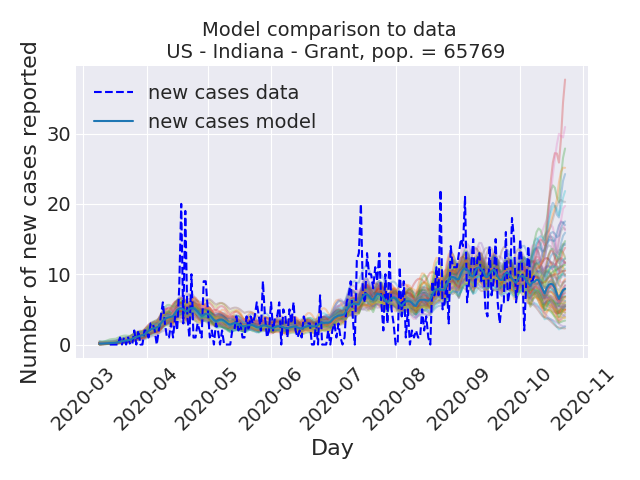 Model comparison to data
US - Indiana - Grant, pop. = 65769
Number of new cases reported
new cases data
new cases model
30
20
10
0
2020-03
2020-04
2020-05
2020-06
2020-07
2020-08
2020-09
2020-10
2020-11
Day